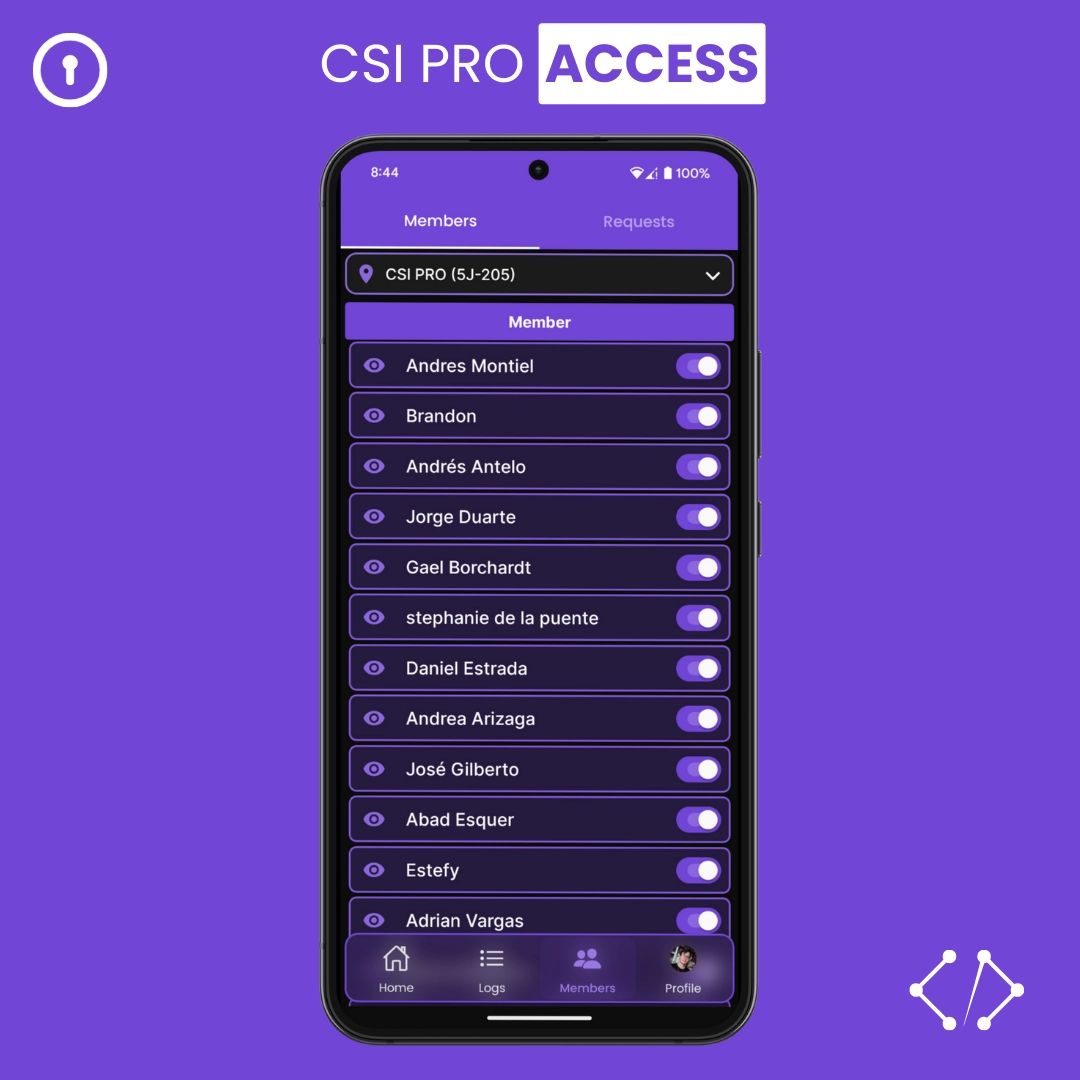 CSI PRO ACCESS
8:44 100%
Members Requests
CSI PRO (5J-205)
Member
Andres Montiel
Brandon
Andrés Antelo
Jorge Duarte
Gael Borchardt
stephanie de la puente
Daniel Estrada
Andrea Arizaga
José Gilberto
Abad Esquer
Estefy
Adrian Vargas
Home Logs Members Profile